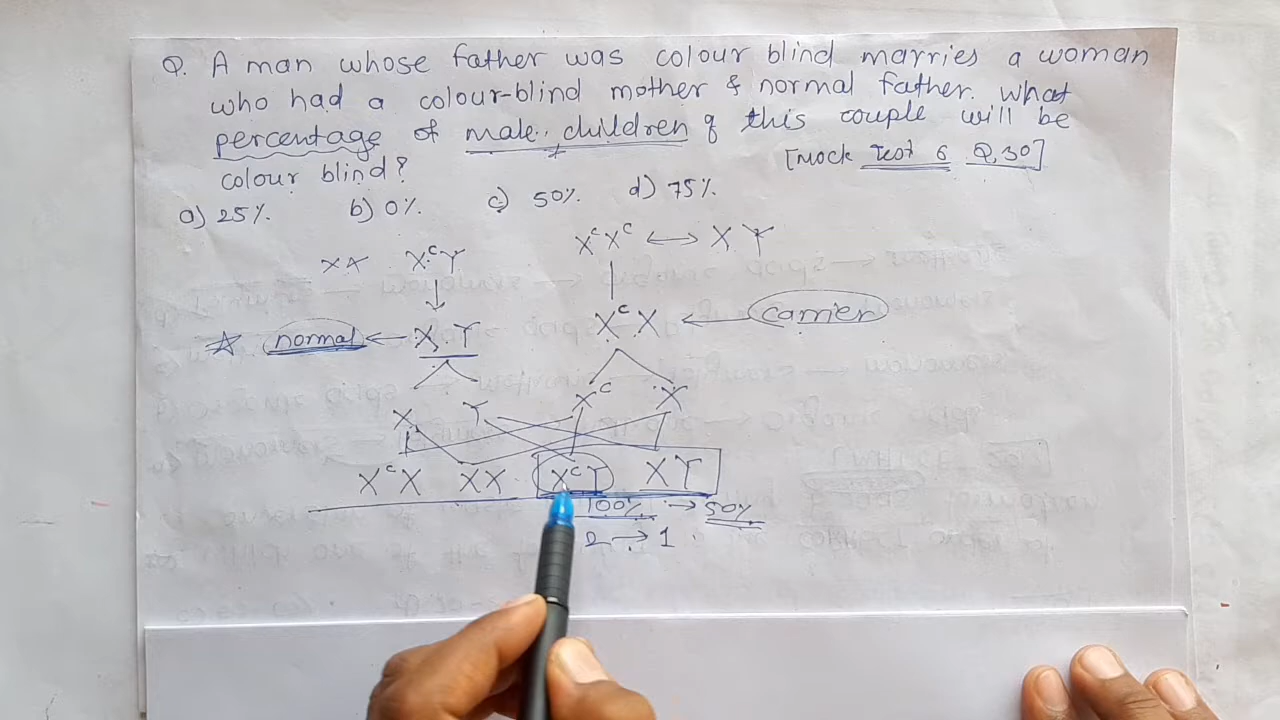 Q. A man whose father was colour blind marries a woman
who had a colour-blind mother & normal father. What
percentage of male children of this couple will be
colour blind?
[Mock Test 6 Q.30]
a) 25%. b) 0%. c) 50%. d) 75%.
XX XᶜY XᶜXᶜ ↔ XY
normal ← X Y XᶜX ← carrier
X Y Xᶜ X
XᶜX XX XᶜY XY
100% → 50%
2 → 1